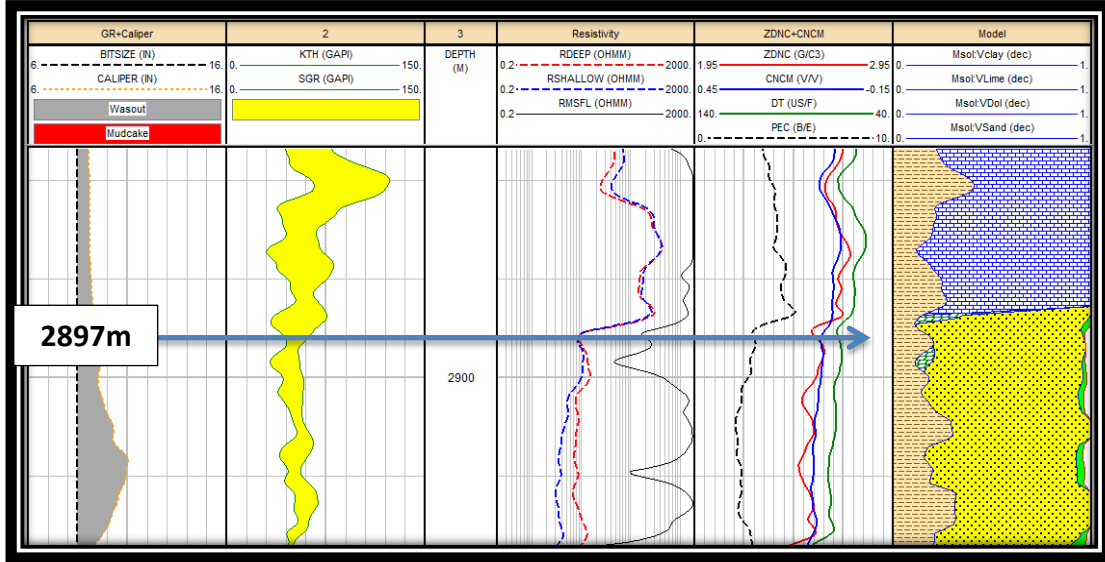 GR+Caliper 2 3 Resistivity ZDNC+CNCM Model
BITSIZE (IN)
6. 16.
CALIPER (IN)
6. 16.
Wasout
Mudcake
KTH (GAPI)
0. 150.
SGR (GAPI)
0. 150.
DEPTH
(M)
RDEEP (OHMM)
0.2 2000.
RSHALLOW (OHMM)
0.2 2000.
RMSFL (OHMM)
0.2 2000.
ZDNC (G/C3)
1.95 2.95
CNCM (V/V)
0.45 -0.15
DT (US/F)
140. 40.
PEC (B/E)
0. 10.
Msol:Vclay (dec)
0. 1.
Msol:VLime (dec)
0. 1.
Msol:VDol (dec)
0. 1.
Msol:VSand (dec)
0. 1.
2897m
2900